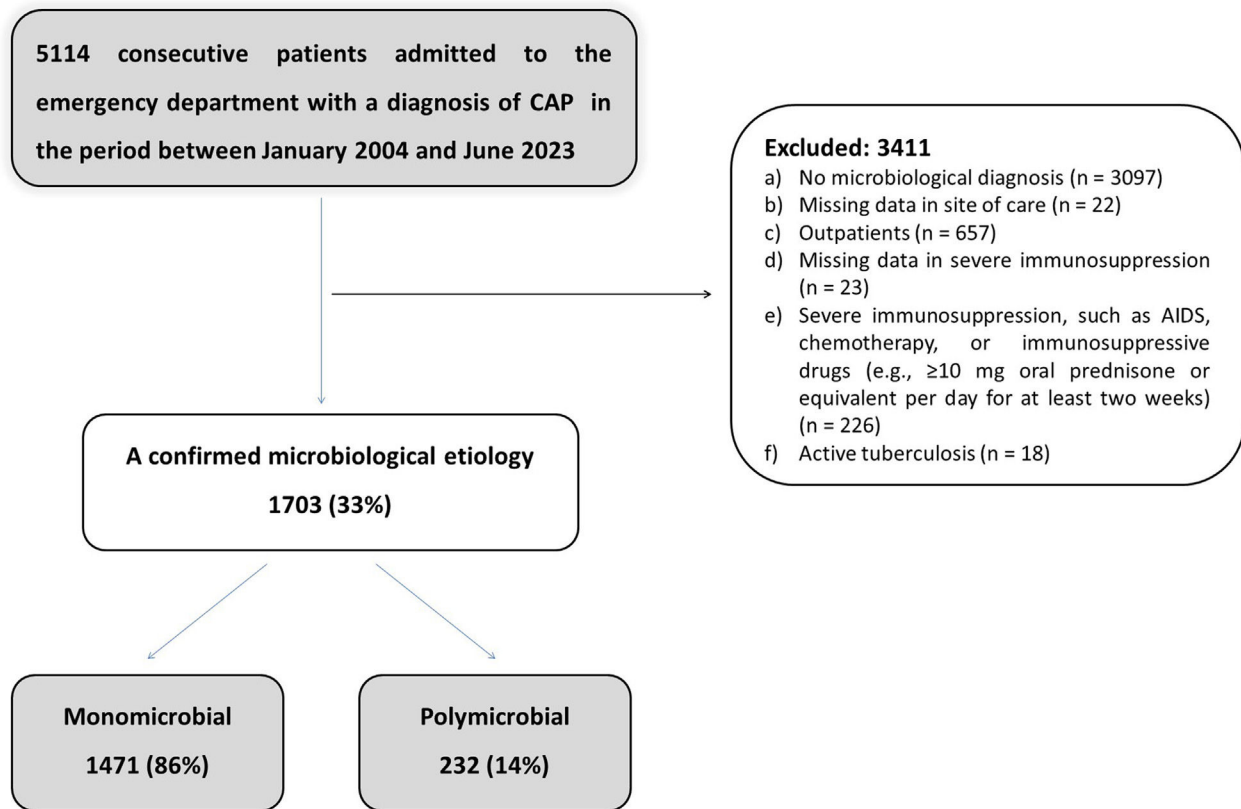 5114 consecutive patients admitted to the
emergency department with a diagnosis of CAP in
the period between January 2004 and June 2023
Excluded: 3411
a) No microbiological diagnosis (n = 3097)
b) Missing data in site of care (n = 22)
c) Outpatients (n = 657)
d) Missing data in severe immunosuppression
(n = 23)
e) Severe immunosuppression, such as AIDS,
chemotherapy, or immunosuppressive
drugs (e.g., ≥10 mg oral prednisone or
equivalent per day for at least two weeks)
(n = 226)
f) Active tuberculosis (n = 18)
A confirmed microbiological etiology
1703 (33%)
Monomicrobial
1471 (86%)
Polymicrobial
232 (14%)